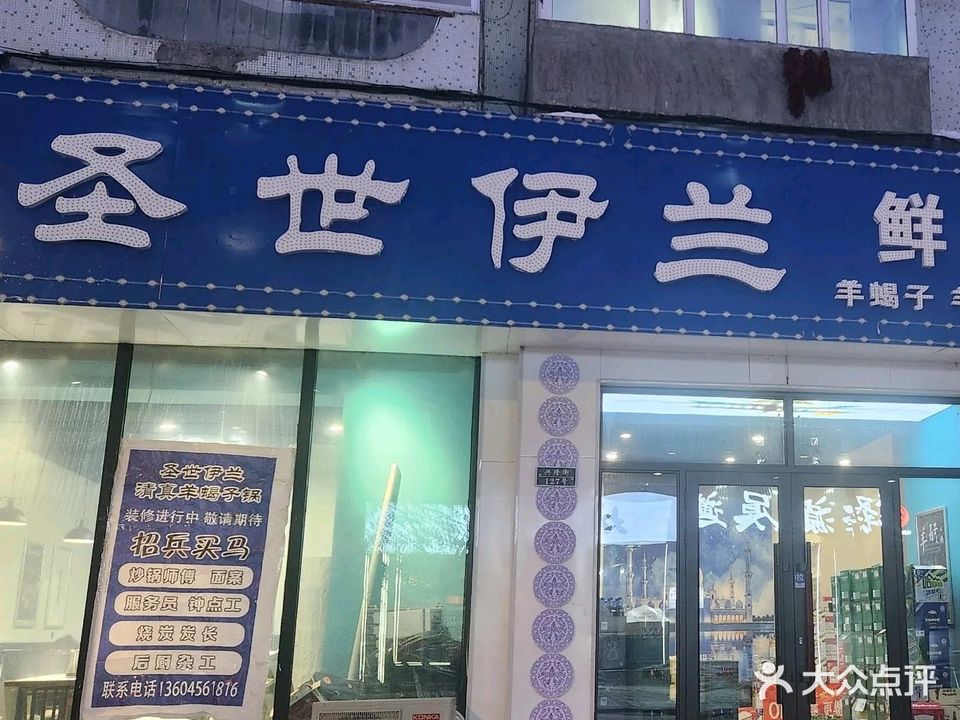 圣世伊兰 鲜
羊蝎子
兴隆街
127号
圣世伊兰
清真羊蝎子锅
装修进行中 敬请期待
招兵买马
炒锅师傅 面案
服务员 钟点工
烧炭炭长
后厨杂工
联系电话13604561876
KONKA
大众点评